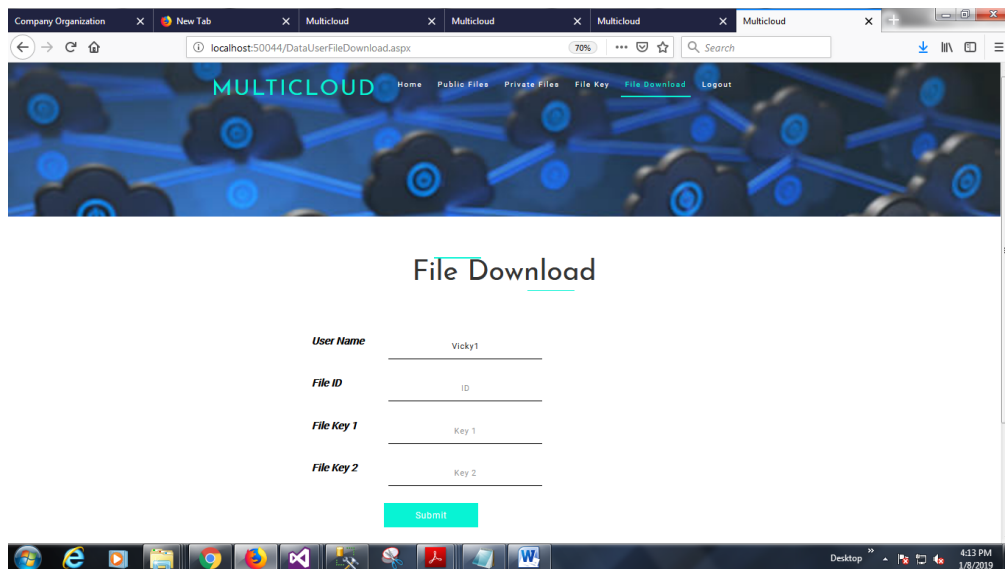 Company Organization
New Tab
Multicloud
Multicloud
Multicloud
Multicloud
localhost:50044/DataUserFileDownload.aspx
70%
Search
MULTICLOUD
Home
Public Files
Private Files
File Key
File Download
Logout
File Download
User Name
Vicky1
File ID
ID
File Key 1
Key 1
File Key 2
Key 2
Submit
Desktop
4:13 PM
1/8/2019